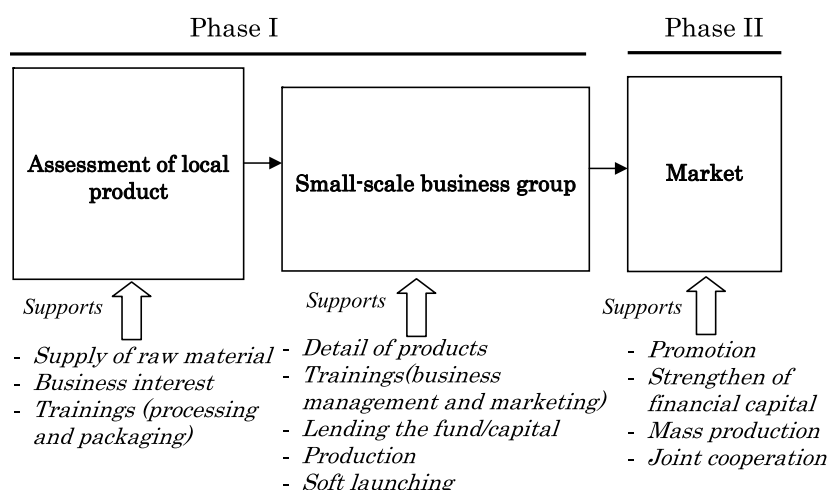 Phase I
Phase II
Assessment of local
product
Small-scale business group
Market
Supports
- Supply of raw material
- Business interest
- Trainings (processing
and packaging)
Supports
- Detail of products
- Trainings(business
management and marketing)
- Lending the fund/capital
- Production
- Soft launching
Supports
- Promotion
- Strengthen of
financial capital
- Mass production
- Joint cooperation